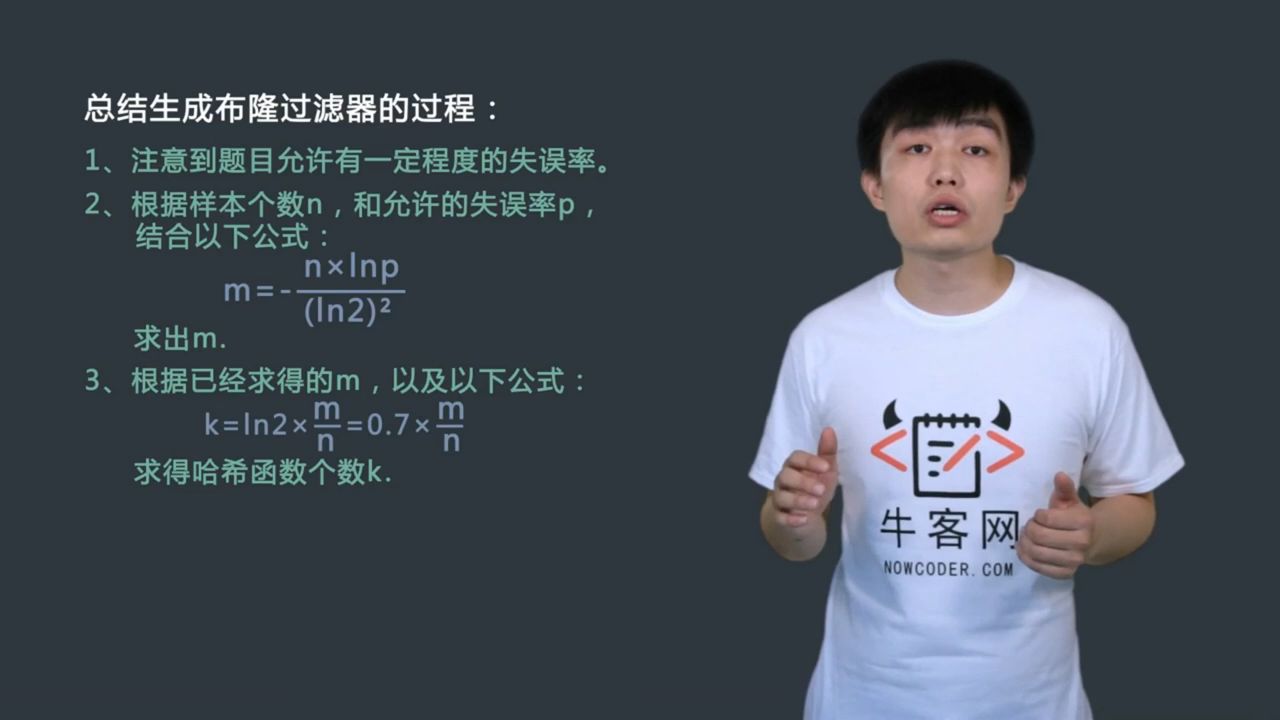 总结生成布隆过滤器的过程：
1、注意到题目允许有一定程度的失误率。
2、根据样本个数n，和允许的失误率p，
结合以下公式：
m=-n×lnp/(ln2)²
求出m.
3、根据已经求得的m，以及以下公式：
k=ln2×m/n=0.7×m/n
求得哈希函数个数k.
牛客网
NOWCODER.COM